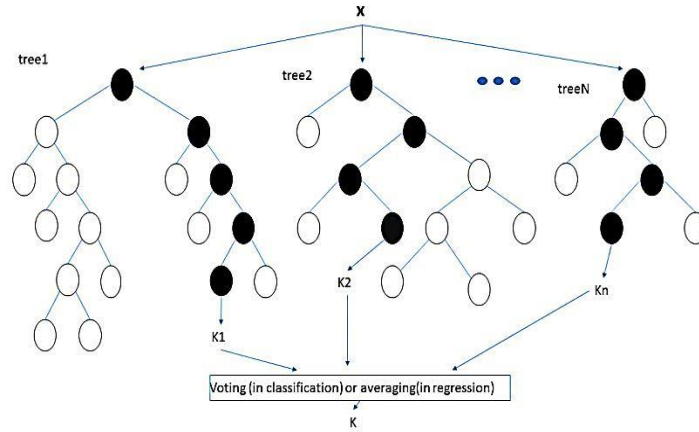 X
tree1
tree2
treeN
K2
Kn
K1
Voting (in classification) or averaging(in regression)
K